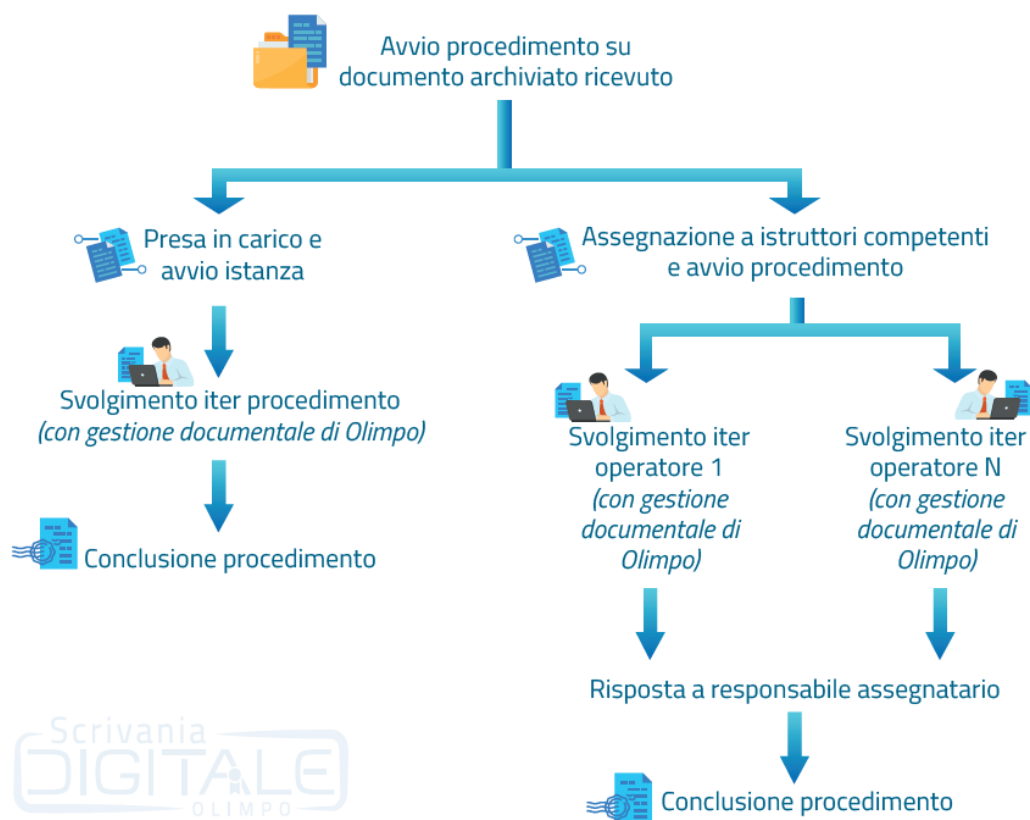 Avvio procedimento su
documento archiviato ricevuto
Presa in carico e
avvio istanza
Assegnazione a istruttori competenti
e avvio procedimento
Svolgimento iter procedimento
(con gestione documentale di Olimpo)
Svolgimento iter
operatore 1
(con gestione
documentale di
Olimpo)
Svolgimento iter
operatore N
(con gestione
documentale di
Olimpo)
Conclusione procedimento
Risposta a responsabile assegnatario
Conclusione procedimento
Scrivania
DIGITALE
OLIMPO